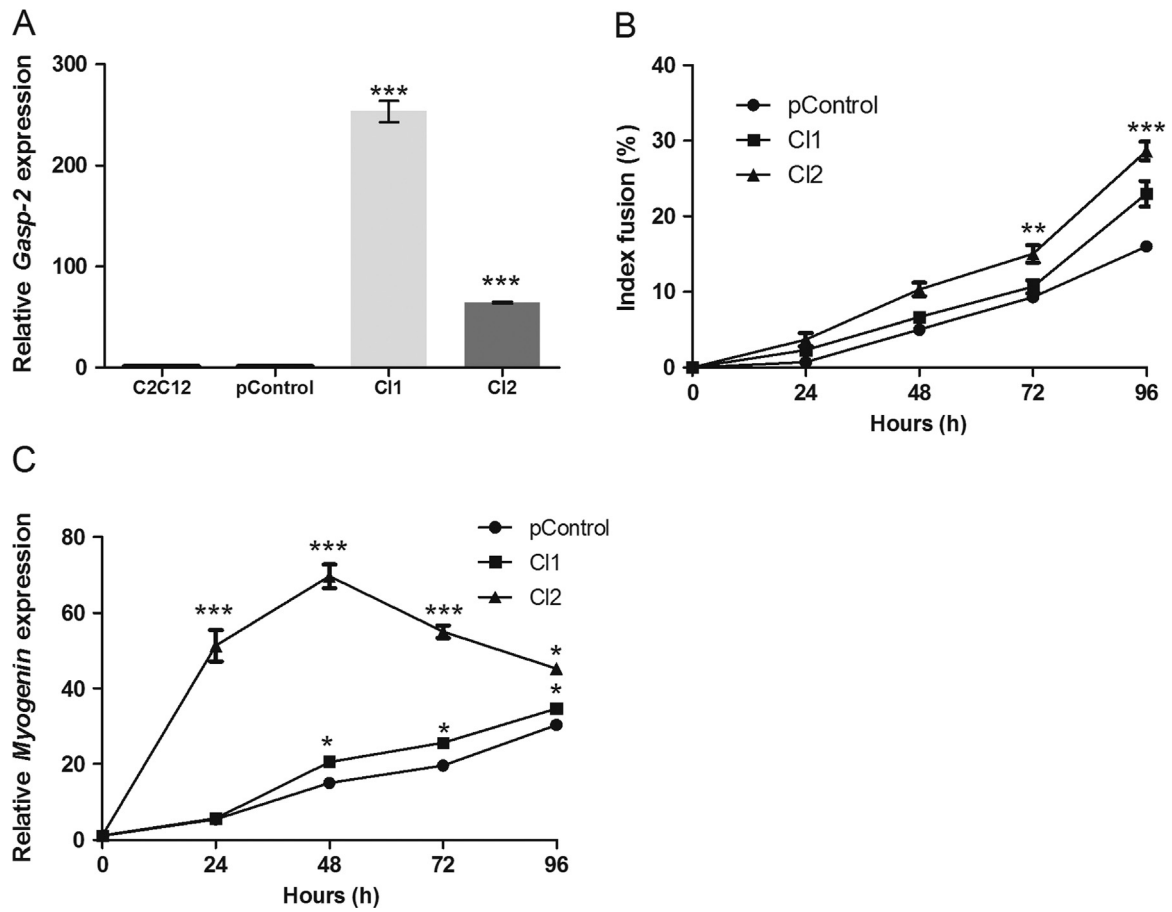 A
Relative Gasp-2 expression
300
200
100
0
***
***
C2C12 pControl Cl1 Cl2
B
Index fusion (%)
40
30
20
10
0
pControl
Cl1
Cl2
**
***
0 24 48 72 96
Hours (h)
C
Relative Myogenin expression
80
60
40
20
0
pControl
Cl1
Cl2
***
***
***
*
*
*
*
0 24 48 72 96
Hours (h)